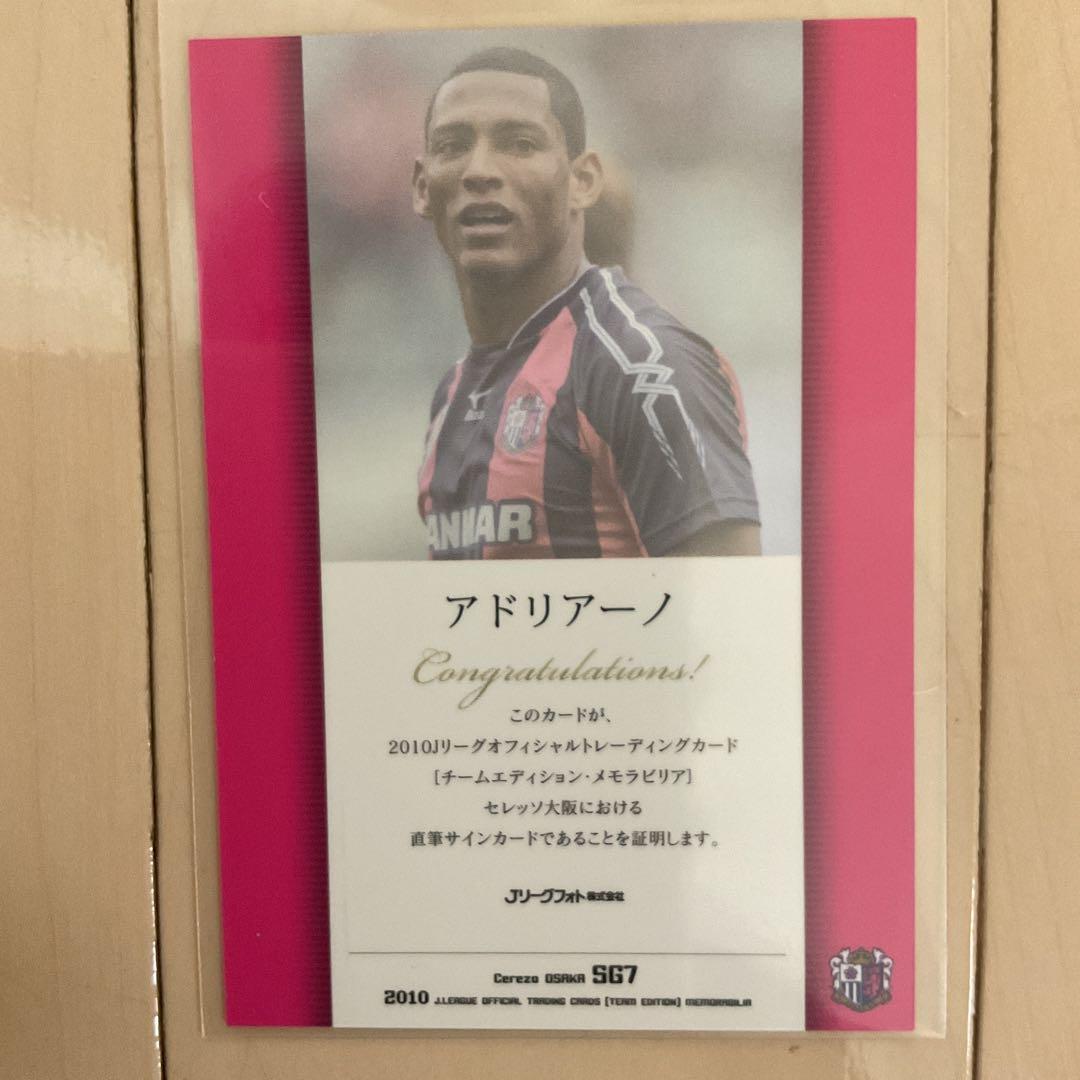 ANMAR
アドリアーノ
Congratulations!
このカードが、
2010Jリーグオフィシャルトレーディングカード
[チームエディション・メモラビリア]
セレッソ大阪における
直筆サインカードであることを証明します。
Jリーグフォト株式会社
Cerezo OSAKA SG7
2010 J.LEAGUE OFFICIAL TRADING CARDS [TEAM EDITION] MEMORABILIA